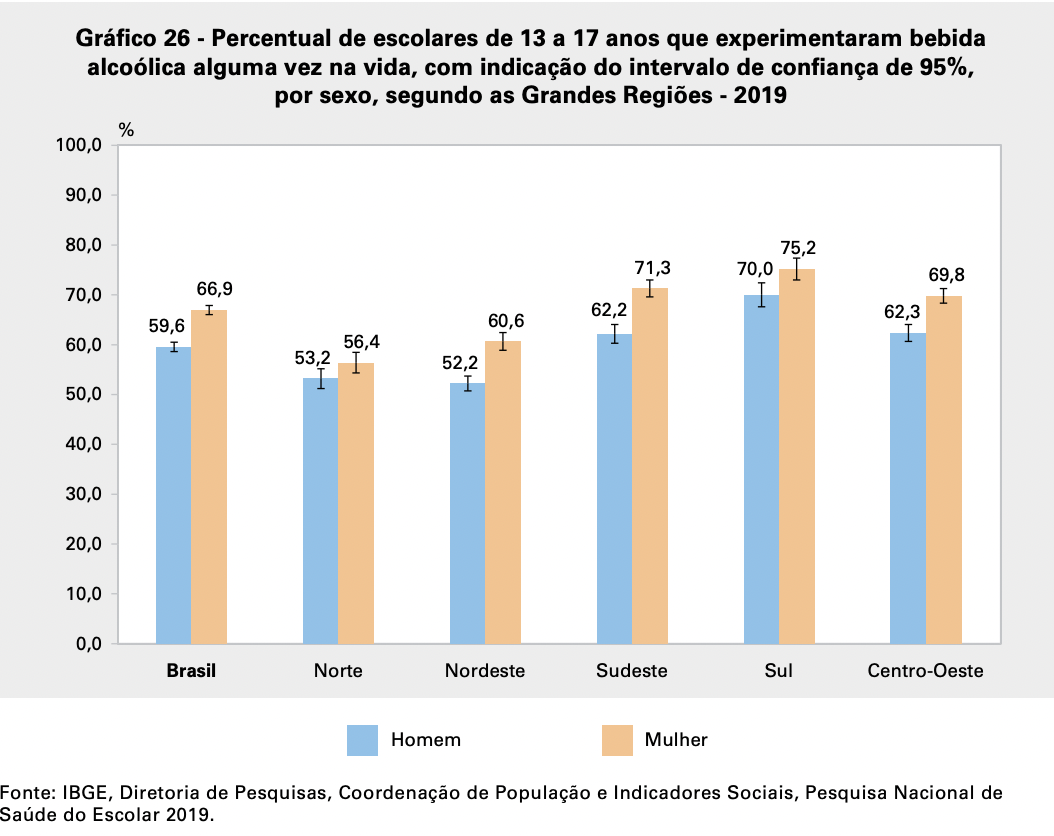 Gráfico 26 - Percentual de escolares de 13 a 17 anos que experimentaram bebida
alcoólica alguma vez na vida, com indicação do intervalo de confiança de 95%,
por sexo, segundo as Grandes Regiões - 2019
%
100,0
90,0
80,0
70,0
60,0
50,0
40,0
30,0
20,0
10,0
0,0
59,6
66,9
53,2
56,4
52,2
60,6
62,2
71,3
70,0
75,2
62,3
69,8
Brasil
Norte
Nordeste
Sudeste
Sul
Centro-Oeste
Homem
Mulher
Fonte: IBGE, Diretoria de Pesquisas, Coordenação de População e Indicadores Sociais, Pesquisa Nacional de
Saúde do Escolar 2019.